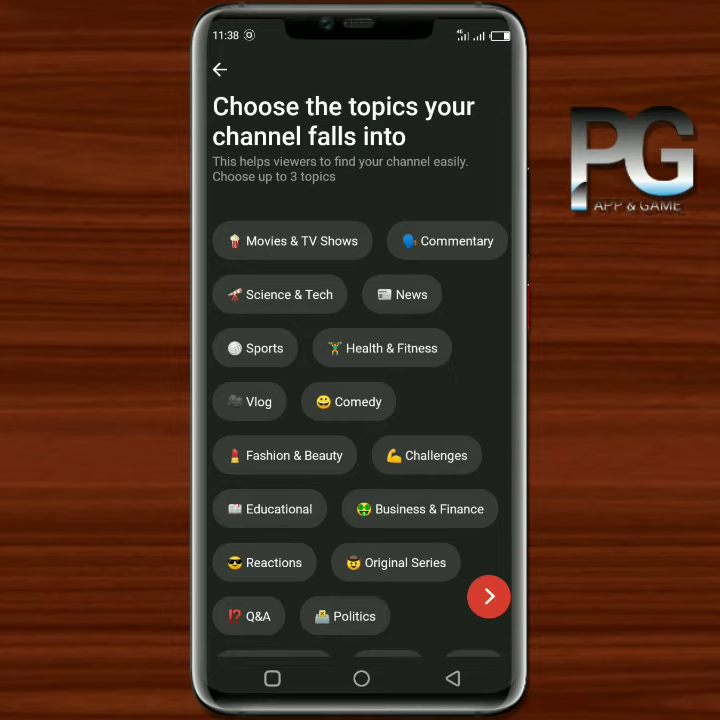 11:38
Choose the topics your
channel falls into
This helps viewers to find your channel easily.
Choose up to 3 topics
Movies & TV Shows
Commentary
Science & Tech
News
Sports
Health & Fitness
Vlog
Comedy
Fashion & Beauty
Challenges
Educational
Business & Finance
Reactions
Original Series
Q&A
Politics
PG
APP & GAME